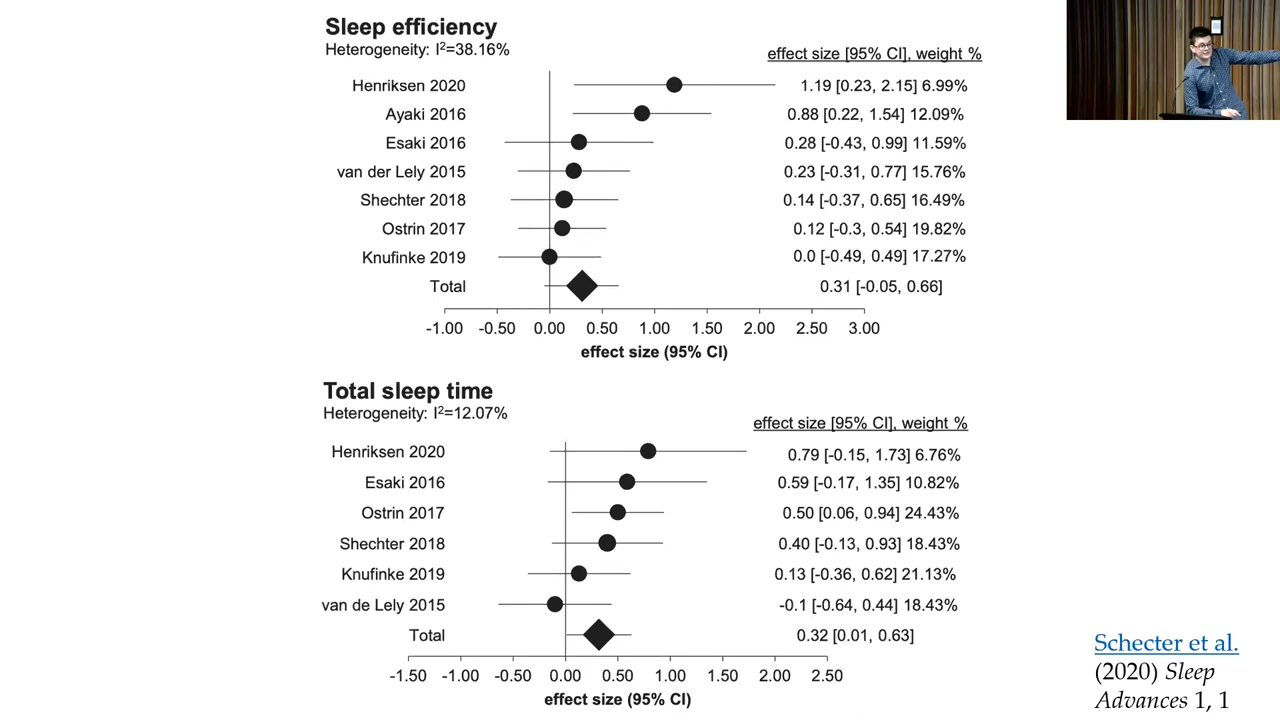 Sleep efficiency
Heterogeneity: I²=38.16%
effect size [95% CI], weight %
Henriksen 2020 1.19 [0.23, 2.15] 6.99%
Ayaki 2016 0.88 [0.22, 1.54] 12.09%
Esaki 2016 0.28 [-0.43, 0.99] 11.59%
van der Lely 2015 0.23 [-0.31, 0.77] 15.76%
Shechter 2018 0.14 [-0.37, 0.65] 16.49%
Ostrin 2017 0.12 [-0.3, 0.54] 19.82%
Knufinke 2019 0.0 [-0.49, 0.49] 17.27%
Total 0.31 [-0.05, 0.66]
-1.00 -0.50 0.00 0.50 1.00 1.50 2.00 2.50 3.00
effect size (95% CI)
Total sleep time
Heterogeneity: I²=12.07%
effect size [95% CI], weight %
Henriksen 2020 0.79 [-0.15, 1.73] 6.76%
Esaki 2016 0.59 [-0.17, 1.35] 10.82%
Ostrin 2017 0.50 [0.06, 0.94] 24.43%
Shechter 2018 0.40 [-0.13, 0.93] 18.43%
Knufinke 2019 0.13 [-0.36, 0.62] 21.13%
van de Lely 2015 -0.1 [-0.64, 0.44] 18.43%
Total 0.32 [0.01, 0.63]
-1.50 -1.00 -0.50 0.00 0.50 1.00 1.50 2.00 2.50
effect size (95% CI)
Schecter et al.
(2020) Sleep
Advances 1, 1